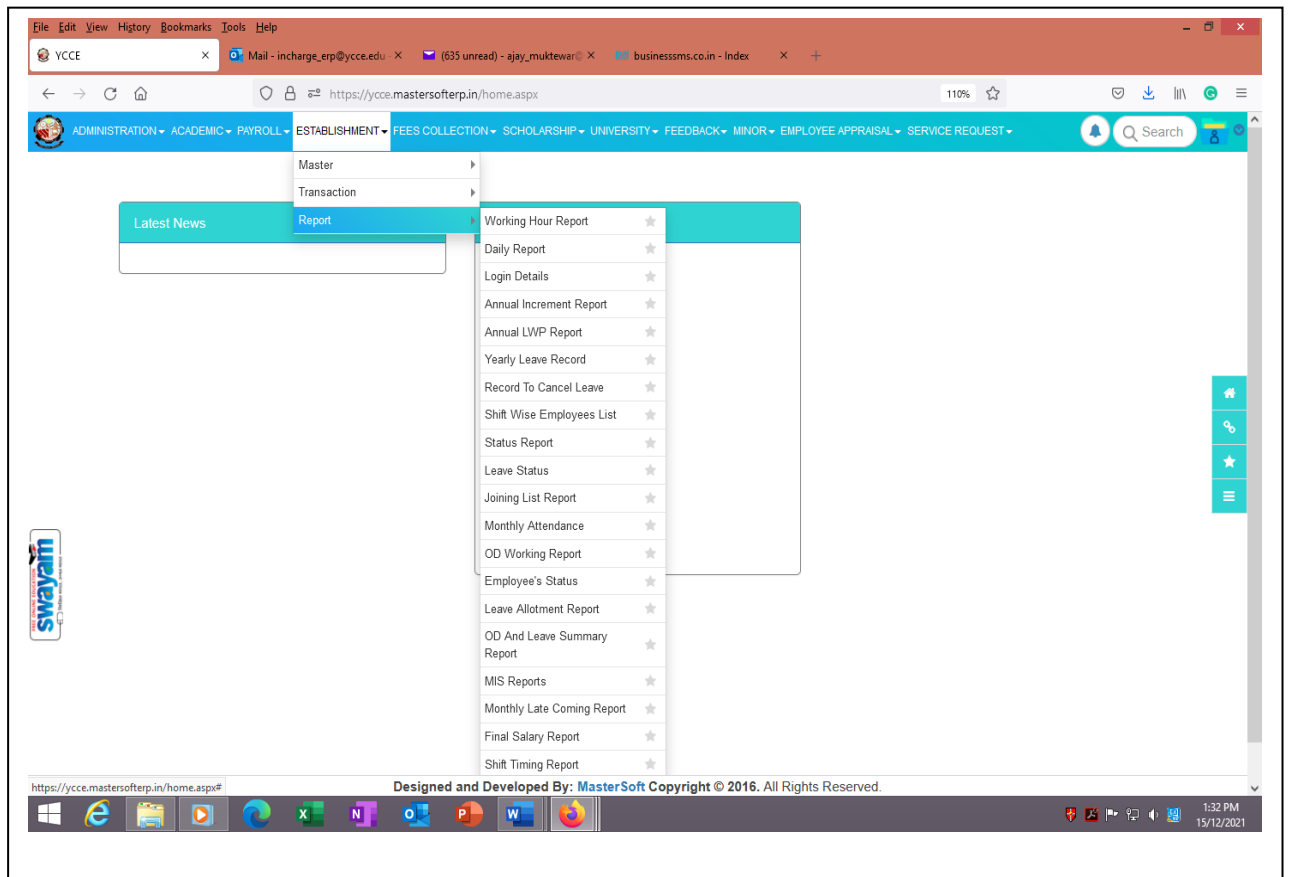 File Edit View History Bookmarks Tools Help
YCCE Mail - incharge_erp@ycce.edu - (635 unread) - ajay_muktewar@ businesssms.co.in - Index
https://ycce.mastersofterp.in/home.aspx 110%
ADMINISTRATION ACADEMIC PAYROLL ESTABLISHMENT FEES COLLECTION SCHOLARSHIP UNIVERSITY FEEDBACK MINOR EMPLOYEE APPRAISAL SERVICE REQUEST Search
Master
Transaction
Report
Latest News
Working Hour Report
Daily Report
Login Details
Annual Increment Report
Annual LWP Report
Yearly Leave Record
Record To Cancel Leave
Shift Wise Employees List
Status Report
Leave Status
Joining List Report
Monthly Attendance
OD Working Report
Employee's Status
Leave Allotment Report
OD And Leave Summary
Report
MIS Reports
Monthly Late Coming Report
Final Salary Report
Shift Timing Report
swayam
https://ycce.mastersofterp.in/home.aspx#
Designed and Developed By: MasterSoft Copyright © 2016. All Rights Reserved.
1:32 PM
15/12/2021